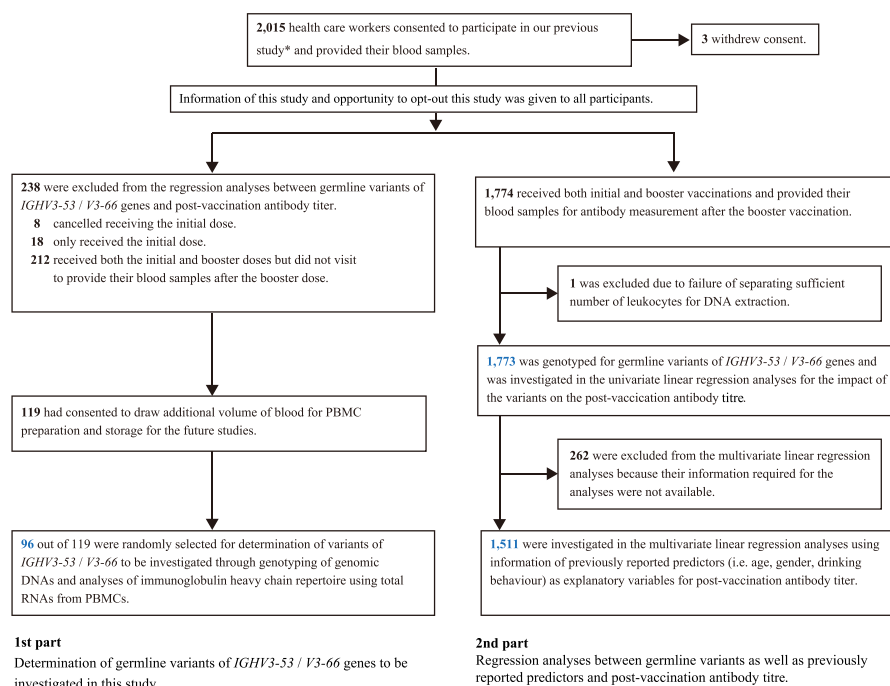 2,015 health care workers consented to participate in our previous
study* and provided their blood samples.
3 withdrew consent.
Information of this study and opportunity to opt-out this study was given to all participants.
238 were excluded from the regression analyses between germline variants of
IGHV3-53 / V3-66 genes and post-vaccination antibody titer.
8 cancelled receiving the initial dose.
18 only received the initial dose.
212 received both the initial and booster doses but did not visit
to provide their blood samples after the booster dose.
119 had consented to draw additional volume of blood for PBMC
preparation and storage for the future studies.
96 out of 119 were randomly selected for determination of variants of
IGHV3-53 / V3-66 to be investigated through genotyping of genomic
DNAs and analyses of immunoglobulin heavy chain repertoire using total
RNAs from PBMCs.
1st part
Determination of germline variants of IGHV3-53 / V3-66 genes to be
investigated in this study
1,774 received both initial and booster vaccinations and provided their
blood samples for antibody measurement after the booster vaccination.
1 was excluded due to failure of separating sufficient
number of leukocytes for DNA extraction.
1,773 was genotyped for germline variants of IGHV3-53 / V3-66 genes and
was investigated in the univariate linear regression analyses for the impact of
the variants on the post-vaccication antibody titre.
262 were excluded from the multivariate linear regression
analyses because their information required for the
analyses were not available.
1,511 were investigated in the multivariate linear regression analyses using
information of previously reported predictors (i.e. age, gender, drinking
behaviour) as explanatory variables for post-vaccination antibody titer.
2nd part
Regression analyses between germline variants as well as previously
reported predictors and post-vaccination antibody titre.